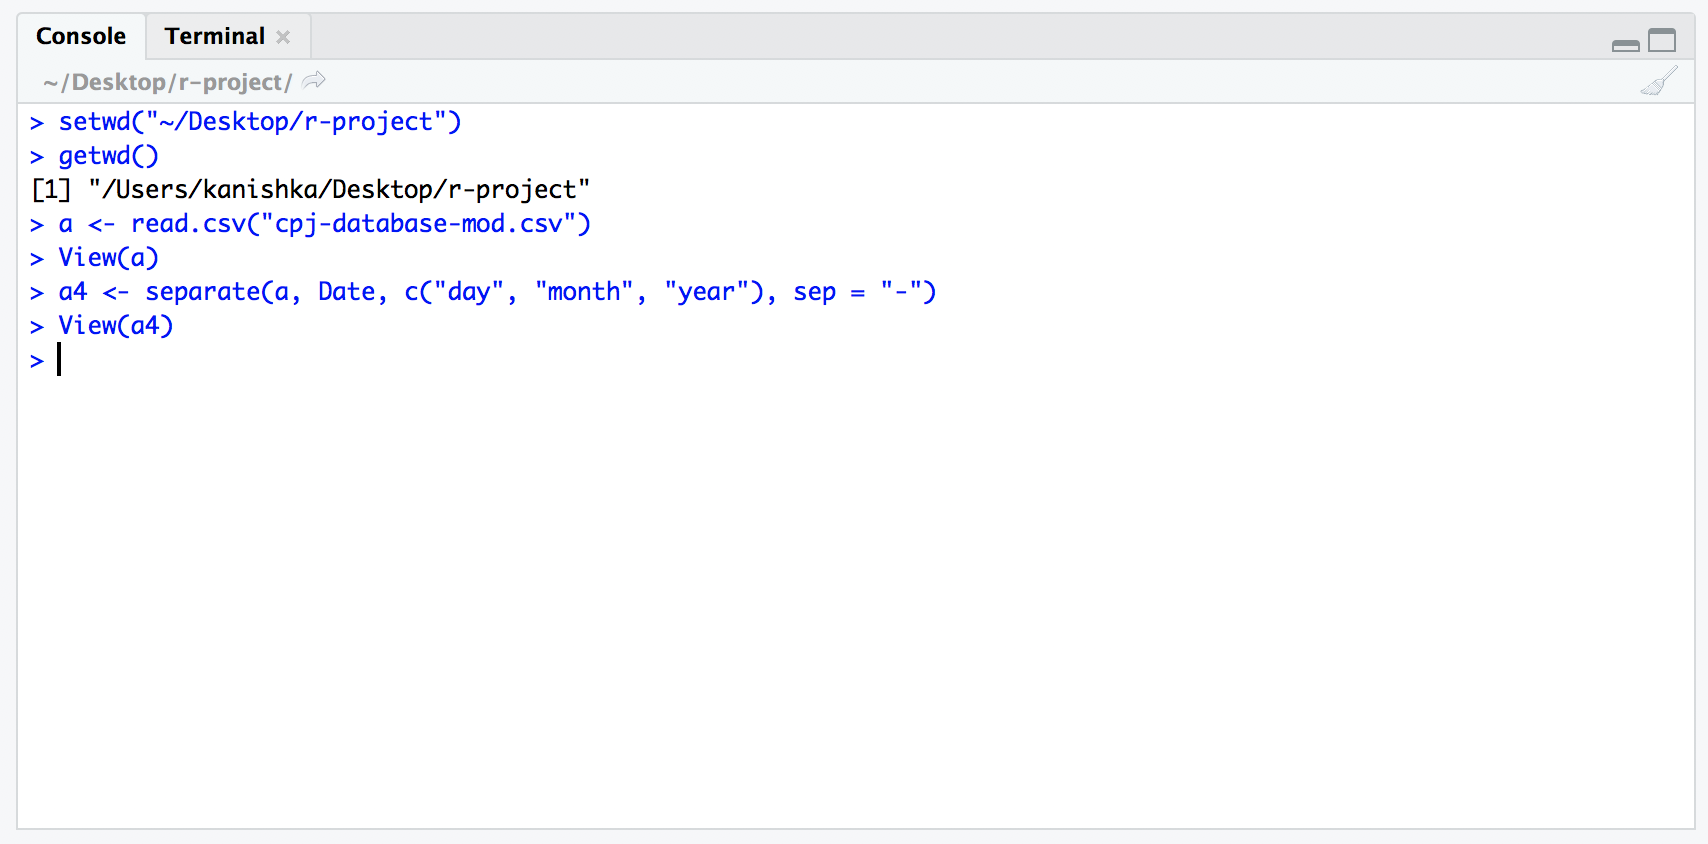 Console Terminal
~/Desktop/r-project/
> setwd("~/Desktop/r-project")
> getwd()
[1] "/Users/kanishka/Desktop/r-project"
> a <- read.csv("cpj-database-mod.csv")
> View(a)
> a4 <- separate(a, Date, c("day", "month", "year"), sep = "-")
> View(a4)
>